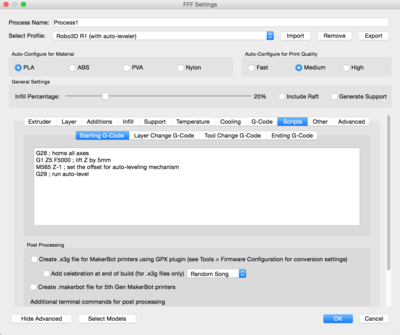 FFF Settings
Process Name: Process1
Select Profile: Robo3D R1 (with auto-leveler) Import Remove Export
Auto-Configure for Material Auto-Configure for Print Quality
PLA ABS PVA Nylon Fast Medium High
General Settings
Infill Percentage: 20% Include Raft Generate Support
Extruder Layer Additions Infill Support Temperature Cooling G-Code Scripts Other Advanced
Starting G-Code Layer Change G-Code Tool Change G-Code Ending G-Code
G28 ; home all axes
G1 Z5 F5000 ; lift Z by 5mm
M565 Z-1 ; set the offset for auto-leveling mechanism
G29 ; run auto-level
Post Processing
Create .x3g file for MakerBot printers using GPX plugin (see Tools > Firmware Configuration for conversion settings)
Add celebration at end of build (for .x3g files only) Random Song
Create .makerbot file for 5th Gen MakerBot printers
Additional terminal commands for post processing
Hide Advanced Select Models OK Cancel